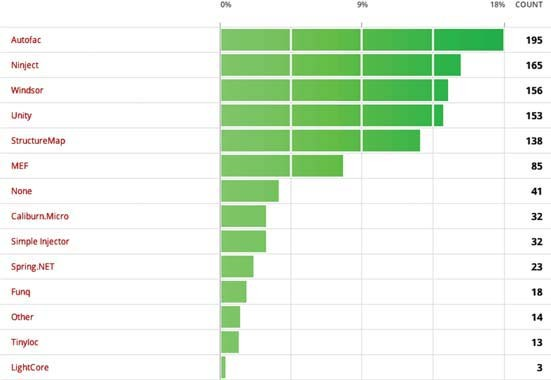 0% 9% 18% COUNT
Autofac 195
Ninject 165
Windsor 156
Unity 153
StructureMap 138
MEF 85
None 41
Caliburn.Micro 32
Simple Injector 32
Spring.NET 23
Funq 18
Other 14
TinyIoc 13
LightCore 3